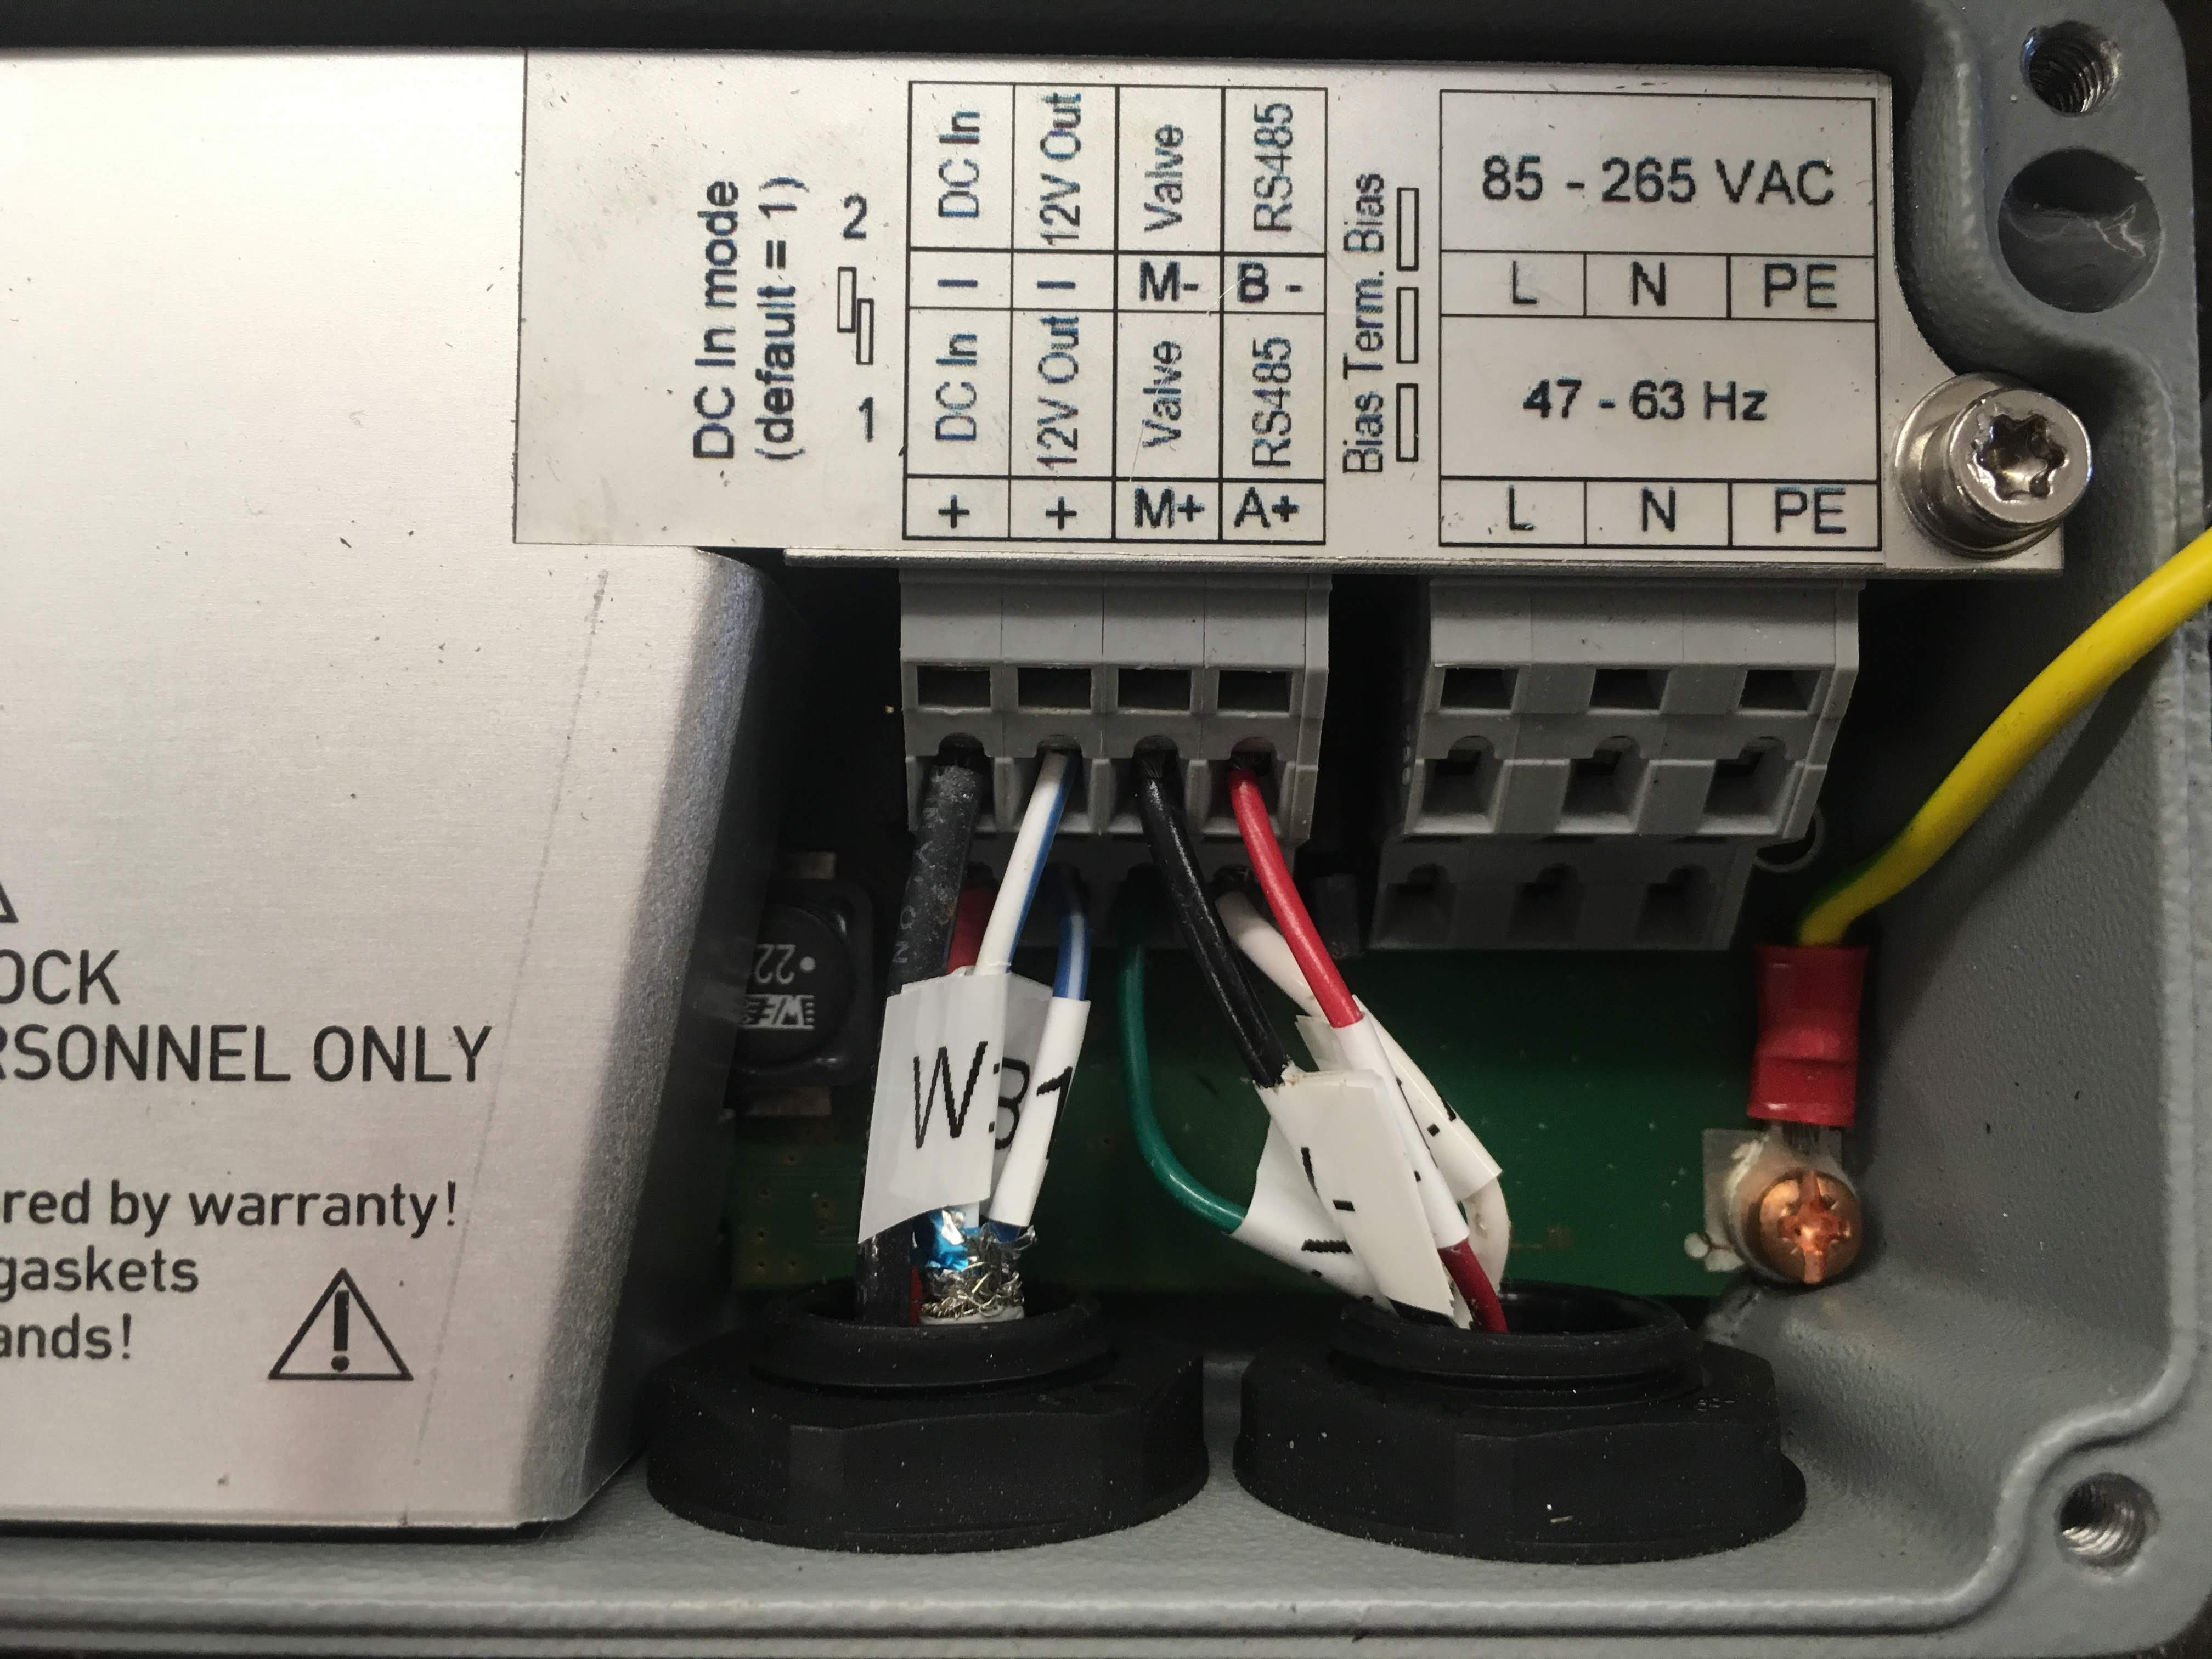 DC In mode
(default = 1)
2
1
DC In
12V Out
Valve
RS485
–
–
M-
B -
DC In
12V Out
Valve
RS485
+
+
M+
A+
Bias Term. Bias
85 - 265 VAC
L N PE
47 - 63 Hz
L N PE
OCK
RSONNEL ONLY
red by warranty!
gaskets
ands!
!
22
WE
W
31